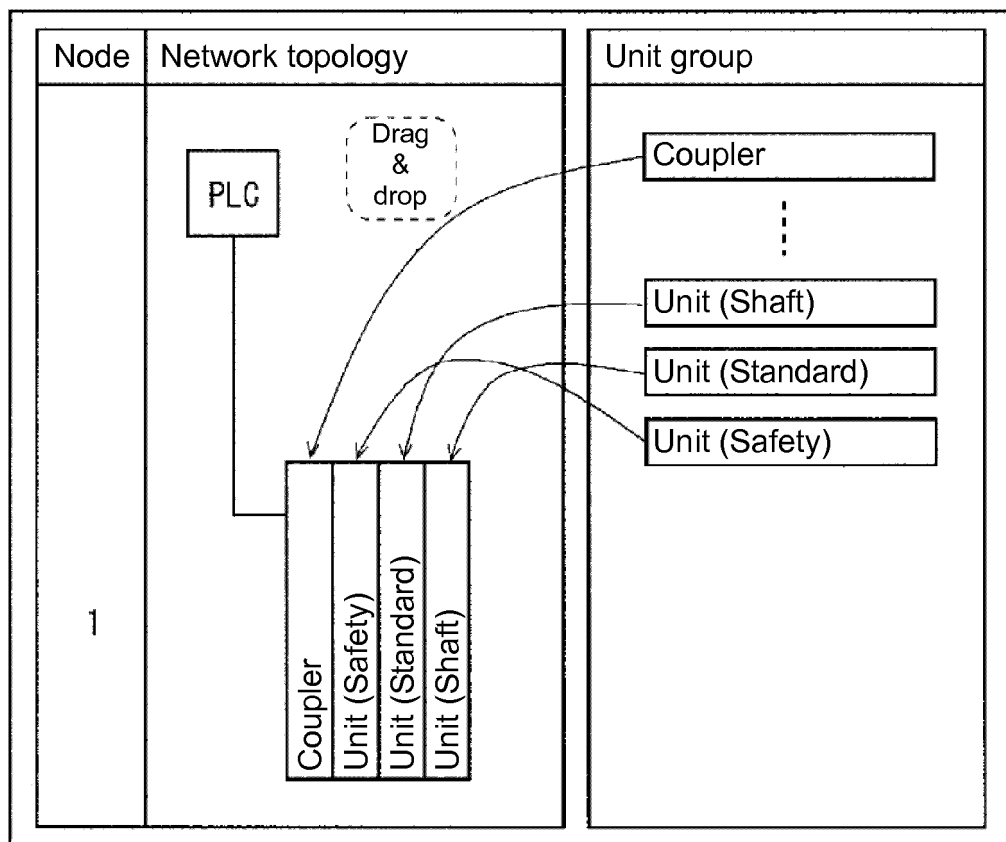 Node
Network topology
Unit group
Drag
&
drop
PLC
Coupler
Unit (Shaft)
Unit (Standard)
Unit (Safety)
1
Coupler
Unit (Safety)
Unit (Standard)
Unit (Shaft)